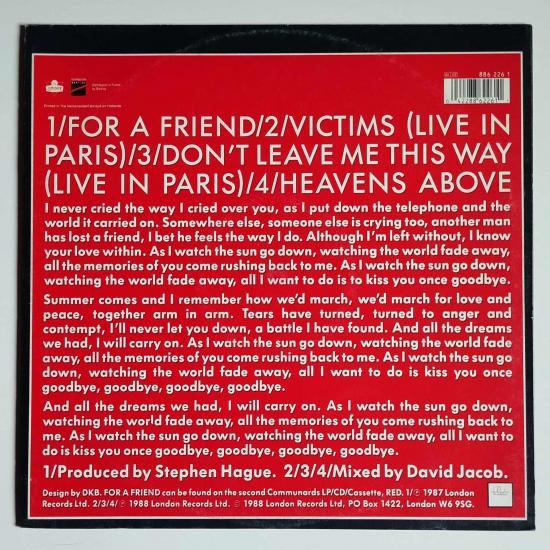 LONDON
886 226 1
Printed in The Netherlands/Imprimé en Hollande
1/FOR A FRIEND/2/VICTIMS (LIVE IN
PARIS)/3/DON'T LEAVE ME THIS WAY
(LIVE IN PARIS)/4/HEAVENS ABOVE
I never cried the way I cried over you, as I put down the telephone and the
world it carried on. Somewhere else, someone else is crying too, another man
has lost a friend, I bet he feels the way I do. Although I'm left without, I know
your love within. As I watch the sun go down, watching the world fade away,
all the memories of you come rushing back to me. As I watch the sun go down,
watching the world fade away, all I want to do is to kiss you once goodbye.
Summer comes and I remember how we'd march, we'd march for love and
peace, together arm in arm. Tears have turned, turned to anger and
contempt, I'll never let you down, a battle I have found. And all the dreams
we had, I will carry on. As I watch the sun go down, watching the world fade
away, all the memories of you come rushing back to me. As I watch the sun go
down, watching the world fade away, all I want to do is kiss you once
goodbye, goodbye, goodbye, goodbye.
And all the dreams we had, I will carry on. As I watch the sun go down,
watching the world fade away, all the memories of you come rushing back to
me. As I watch the sun go down, watching the world fade away, all I want to
do is kiss you once goodbye, goodbye, goodbye, goodbye.
1/Produced by Stephen Hague. 2/3/4/Mixed by David Jacob.
Design by DKB. FOR A FRIEND can be found on the second Communards LP/CD/Cassette, RED. 1/Ⓟ 1987 London
Records Ltd. 2/3/4/Ⓟ 1988 London Records Ltd. © 1988 London Records Ltd, PO Box 1422, London W6 9SG.